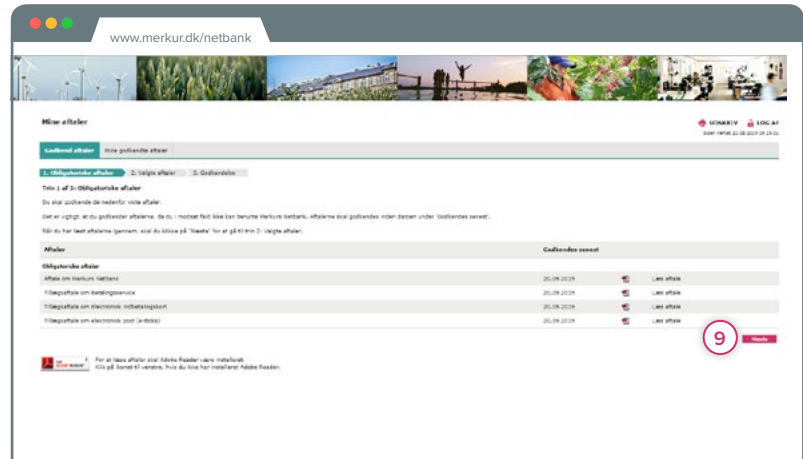 www.merkur.dk/netbank
Mine aftaler
UDSKRIV LOG AF
Godkend aftaler Mine godkendte aftaler
1. Obligatoriske aftaler 2. Valgte aftaler 3. Godkendelse
Trin 1 af 3: Obligatoriske aftaler
Du skal godkende de nedenfor viste aftaler.
Det er vigtigt, at du godkender aftalerne, da du i modsat fald ikke kan benytte Merkurs Netbank. Aftalerne skal godkendes inden datoen under 'Godkendes senest'.
Når du har læst aftalerne igennem, skal du klikke på "Næste" for at gå til trin 2: Valgte aftaler.
Aftaler Godkendes senest
Obligatoriske aftaler
Aftale om Merkurs Netbank 20.09.2019 Læs aftale
Tillægsaftale om Betalingsservice 20.09.2019 Læs aftale
Tillægsaftale om elektronisk indbetalingskort 20.09.2019 Læs aftale
Tillægsaftale om elektronisk post (e-Boks) 20.09.2019 Læs aftale
9 Næste
For at læse aftaler skal Adobe Reader være installeret.
Klik på ikonet til venstre, hvis du ikke har installeret Adobe Reader.